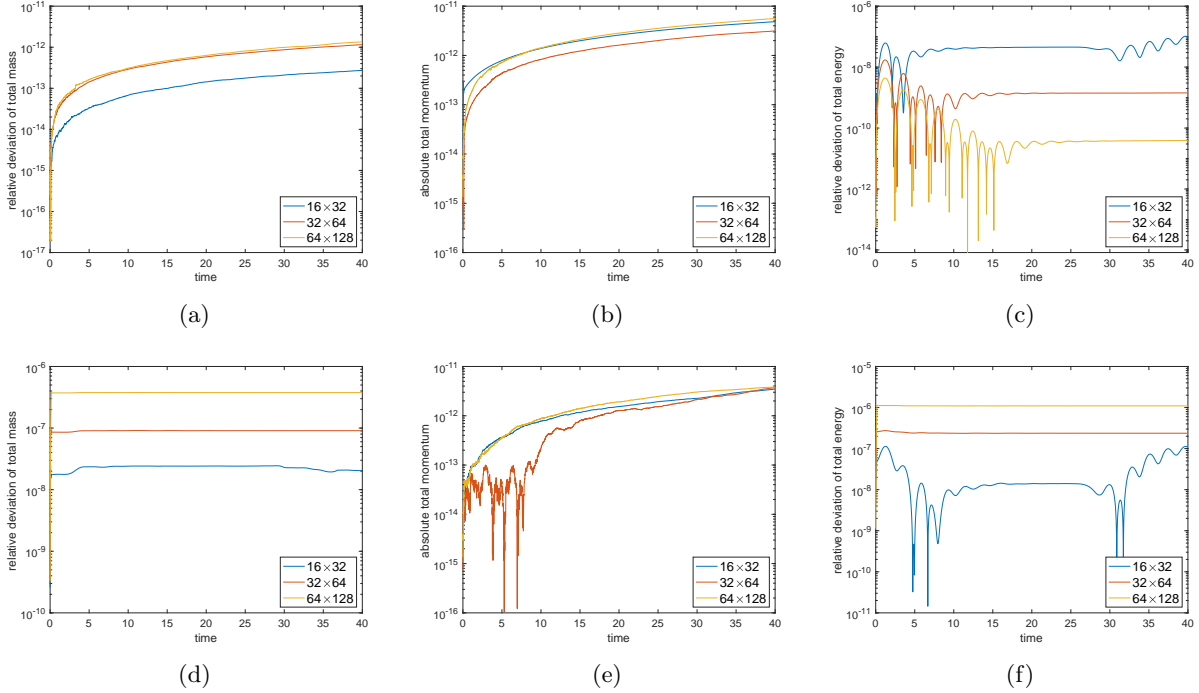 10^-11
10^-12
10^-13
10^-14
10^-15
10^-16
10^-17
relative deviation of total mass
0 5 10 15 20 25 30 35 40
time
16×32
32×64
64×128
(a)
10^-11
10^-12
10^-13
10^-14
10^-15
10^-16
absolute total momentum
0 5 10 15 20 25 30 35 40
time
16×32
32×64
64×128
(b)
10^-6
10^-8
10^-10
10^-12
10^-14
relative deviation of total energy
0 5 10 15 20 25 30 35 40
time
16×32
32×64
64×128
(c)
10^-6
10^-7
10^-8
10^-9
10^-10
relative deviation of total mass
0 5 10 15 20 25 30 35 40
time
16×32
32×64
64×128
(d)
10^-11
10^-12
10^-13
10^-14
10^-15
10^-16
absolute total momentum
0 5 10 15 20 25 30 35 40
time
16×32
32×64
64×128
(e)
10^-5
10^-6
10^-7
10^-8
10^-9
10^-10
10^-11
relative deviation of total energy
0 5 10 15 20 25 30 35 40
time
16×32
32×64
64×128
(f)